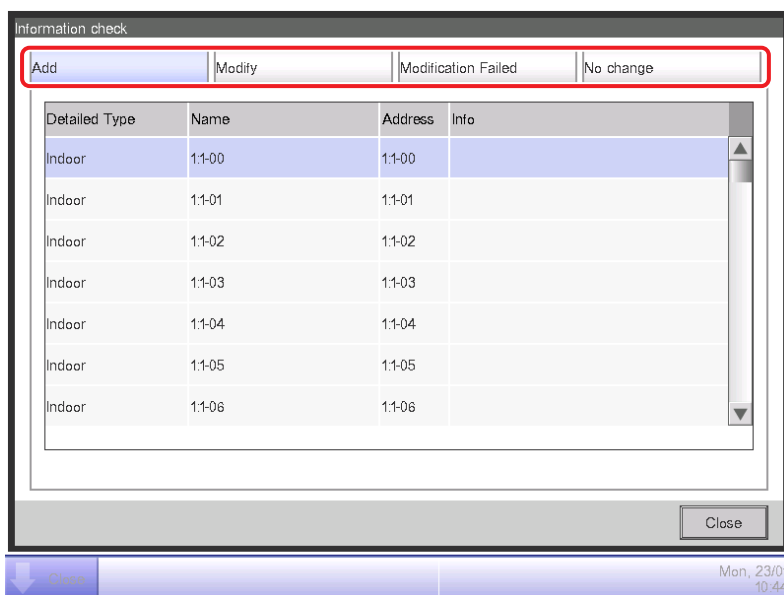 Information check
Add Modify Modification Failed No change
Detailed Type Name Address Info
Indoor 1:1-00 1:1-00
Indoor 1:1-01 1:1-01
Indoor 1:1-02 1:1-02
Indoor 1:1-03 1:1-03
Indoor 1:1-04 1:1-04
Indoor 1:1-05 1:1-05
Indoor 1:1-06 1:1-06
Close
Close
Mon, 23/0
10:44